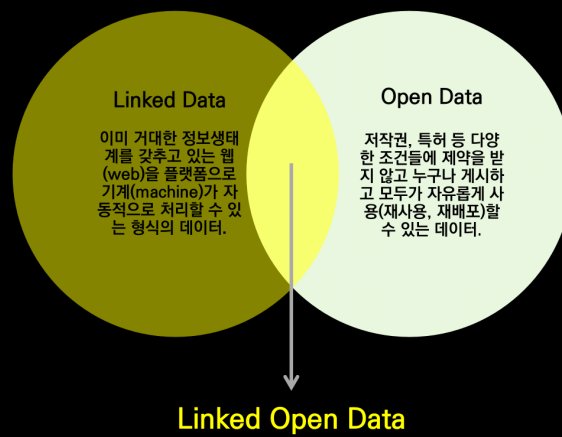 Linked Data
이미 거대한 정보생태
계를 갖추고 있는 웹
(web)을 플랫폼으로
기계(machine)가 자
동적으로 처리할 수 있
는 형식의 데이터.
Open Data
저작권, 특허 등 다양
한 조건들에 제약을 받
지 않고 누구나 게시하
고 모두가 자유롭게 사
용(재사용, 재배포)할
수 있는 데이터.
Linked Open Data